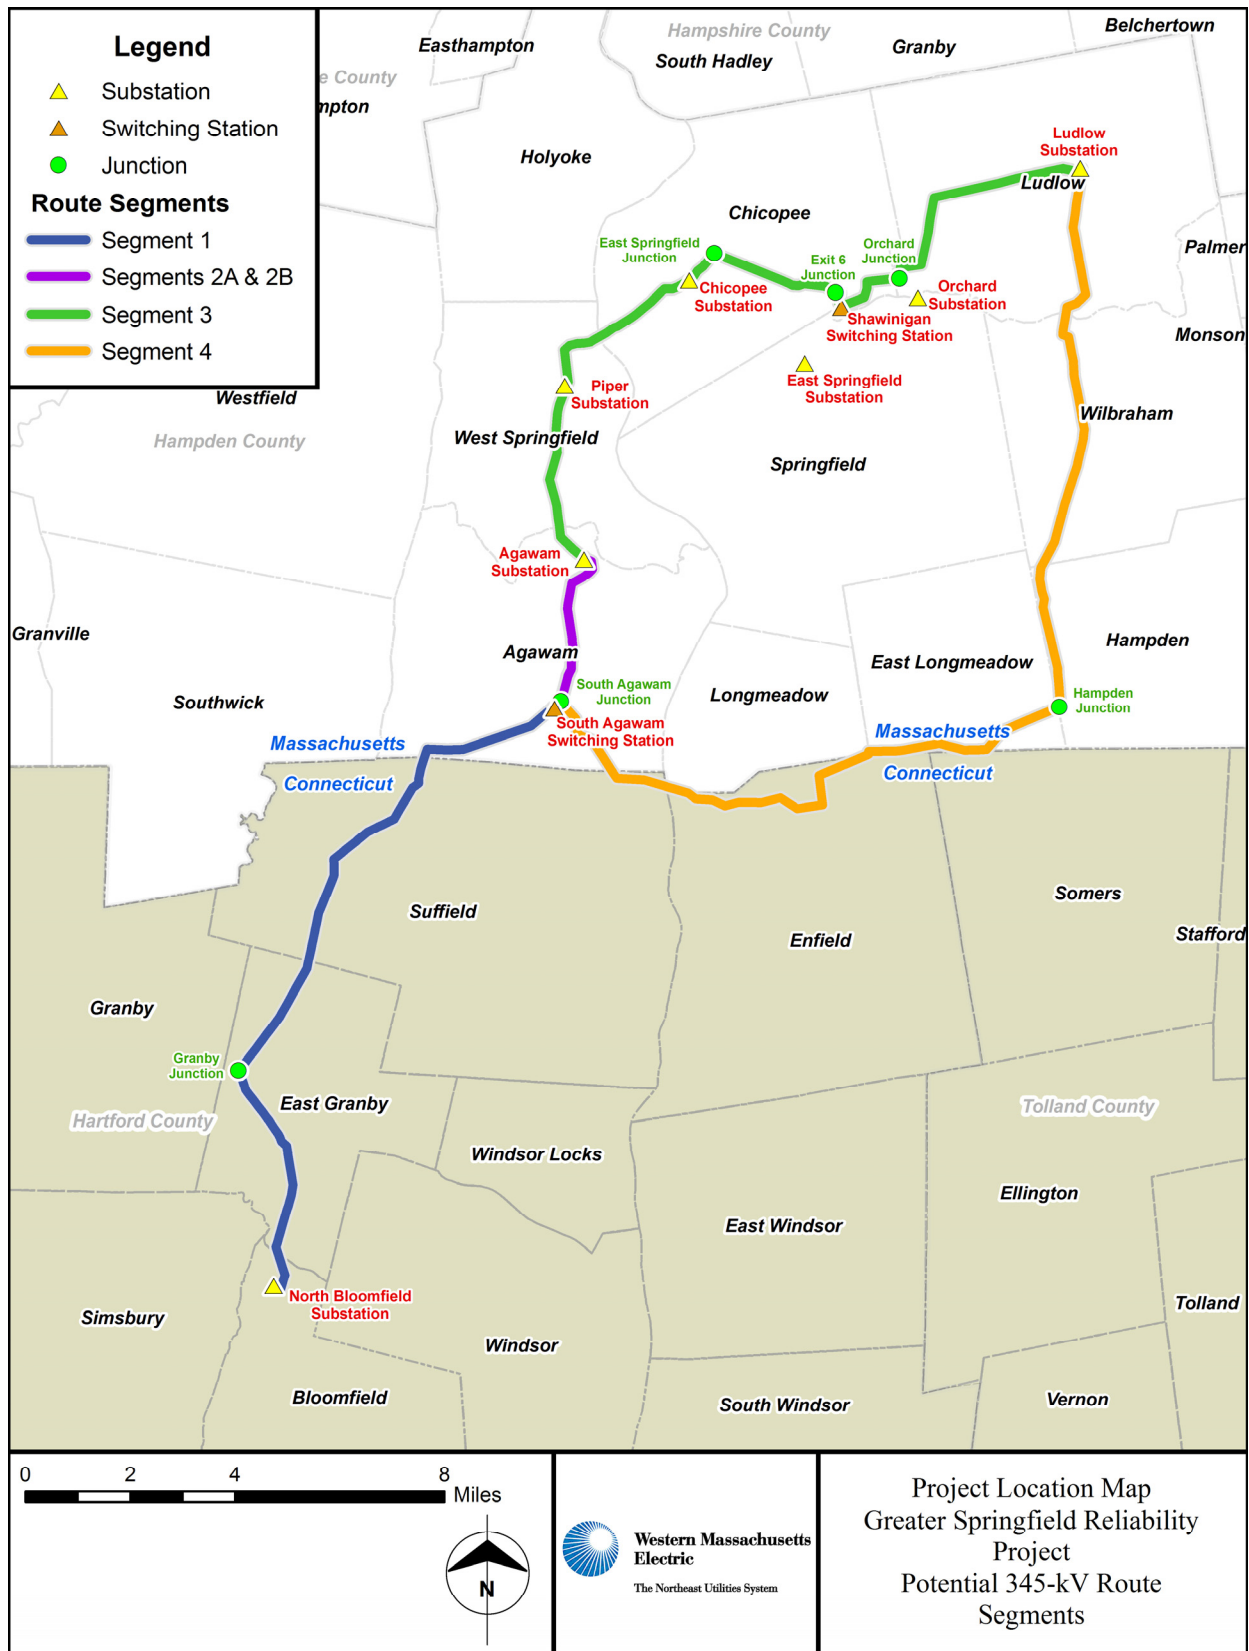 Legend
Substation
Switching Station
Junction
Route Segments
Segment 1
Segments 2A & 2B
Segment 3
Segment 4
Belchertown
Hampshire County
Easthampton
Granby
South Hadley
e County
mpton
Ludlow
Substation
Holyoke
Ludlow
Chicopee
East Springfield
Junction
Orchard
Junction
Exit 6
Junction
Palmer
Chicopee
Substation
Orchard
Substation
Shawinigan
Switching Station
Monson
East Springfield
Substation
Piper
Substation
Westfield
Wilbraham
Hampden County
West Springfield
Springfield
Agawam
Substation
Granville
Hampden
Agawam
East Longmeadow
South Agawam
Junction
Longmeadow
Hampden
Junction
Southwick
South Agawam
Switching Station
Massachusetts
Massachusetts
Connecticut
Connecticut
Somers
Suffield
Stafford
Enfield
Granby
Granby
Junction
East Granby
Hartford County
Tolland County
Windsor Locks
Ellington
East Windsor
North Bloomfield
Substation
Tolland
Simsbury
Windsor
Bloomfield
South Windsor
Vernon
0 2 4 8
Miles
N
Western Massachusetts
Electric
The Northeast Utilities System
Project Location Map
Greater Springfield Reliability
Project
Potential 345-kV Route
Segments